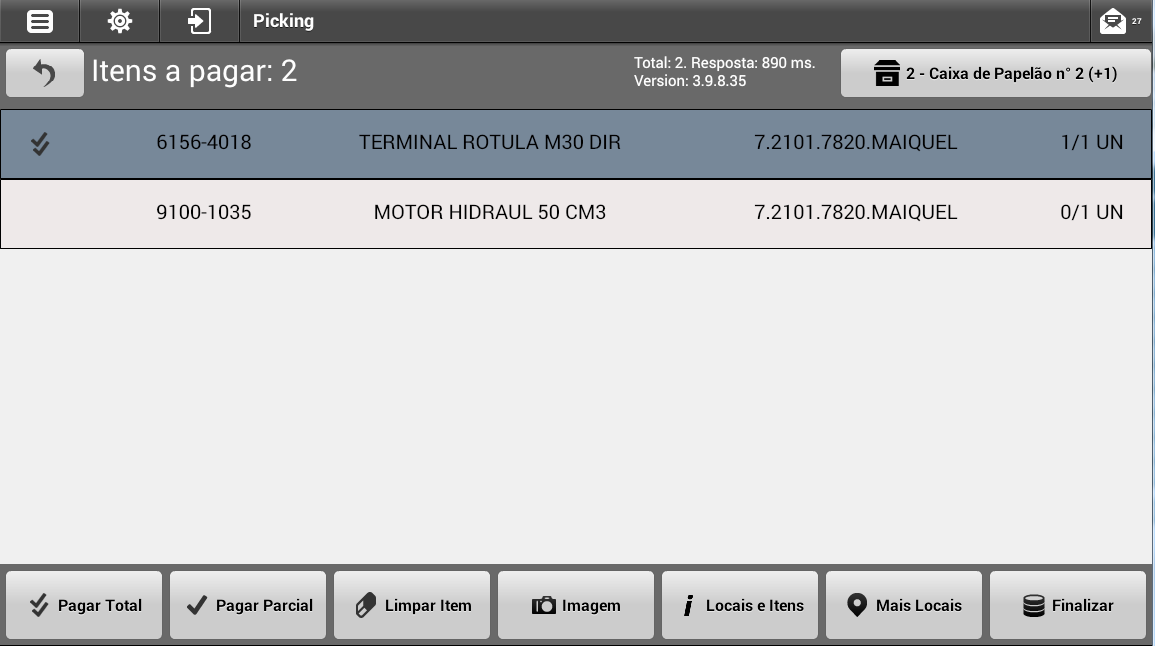 Picking
27
Itens a pagar: 2
Total: 2. Resposta: 890 ms.
Version: 3.9.8.35
2 - Caixa de Papelão n° 2 (+1)
6156-4018 TERMINAL ROTULA M30 DIR 7.2101.7820.MAIQUEL 1/1 UN
9100-1035 MOTOR HIDRAUL 50 CM3 7.2101.7820.MAIQUEL 0/1 UN
Pagar Total Pagar Parcial Limpar Item Imagem Locais e Itens Mais Locais Finalizar